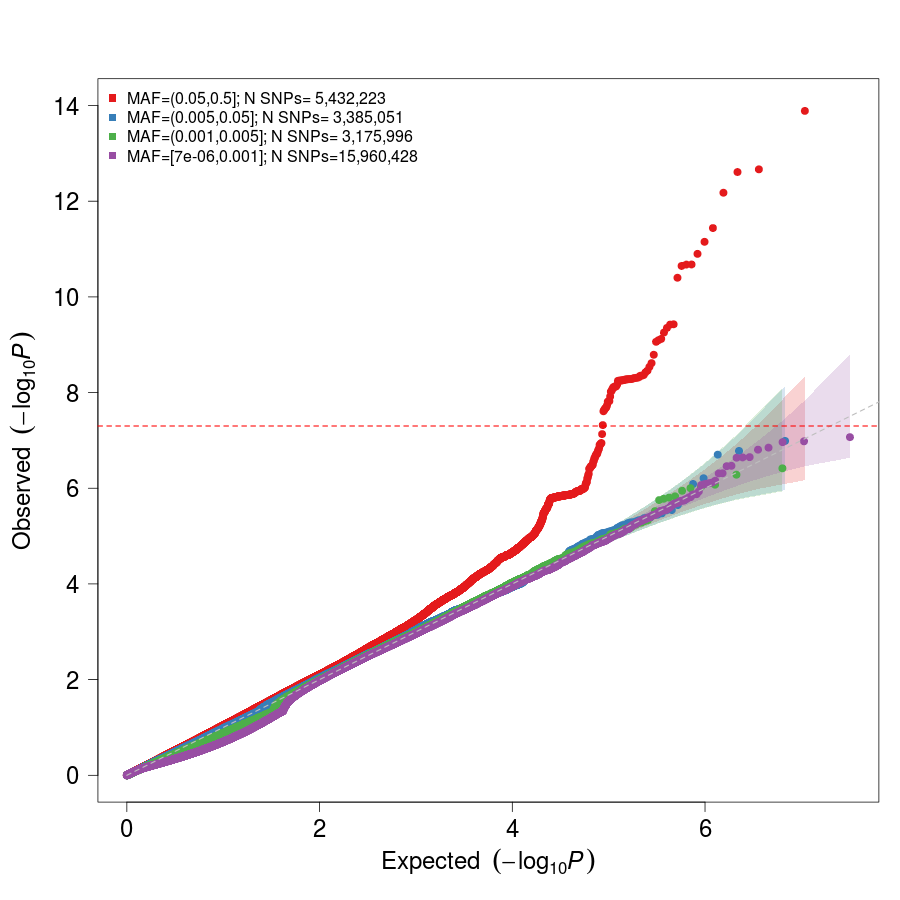 MAF=(0.05,0.5]; N SNPs= 5,432,223
MAF=(0.005,0.05]; N SNPs= 3,385,051
MAF=(0.001,0.005]; N SNPs= 3,175,996
MAF=[7e-06,0.001]; N SNPs=15,960,428
14
12
10
8
6
4
2
0
Observed (−log10P)
0 2 4 6
Expected (−log10P)